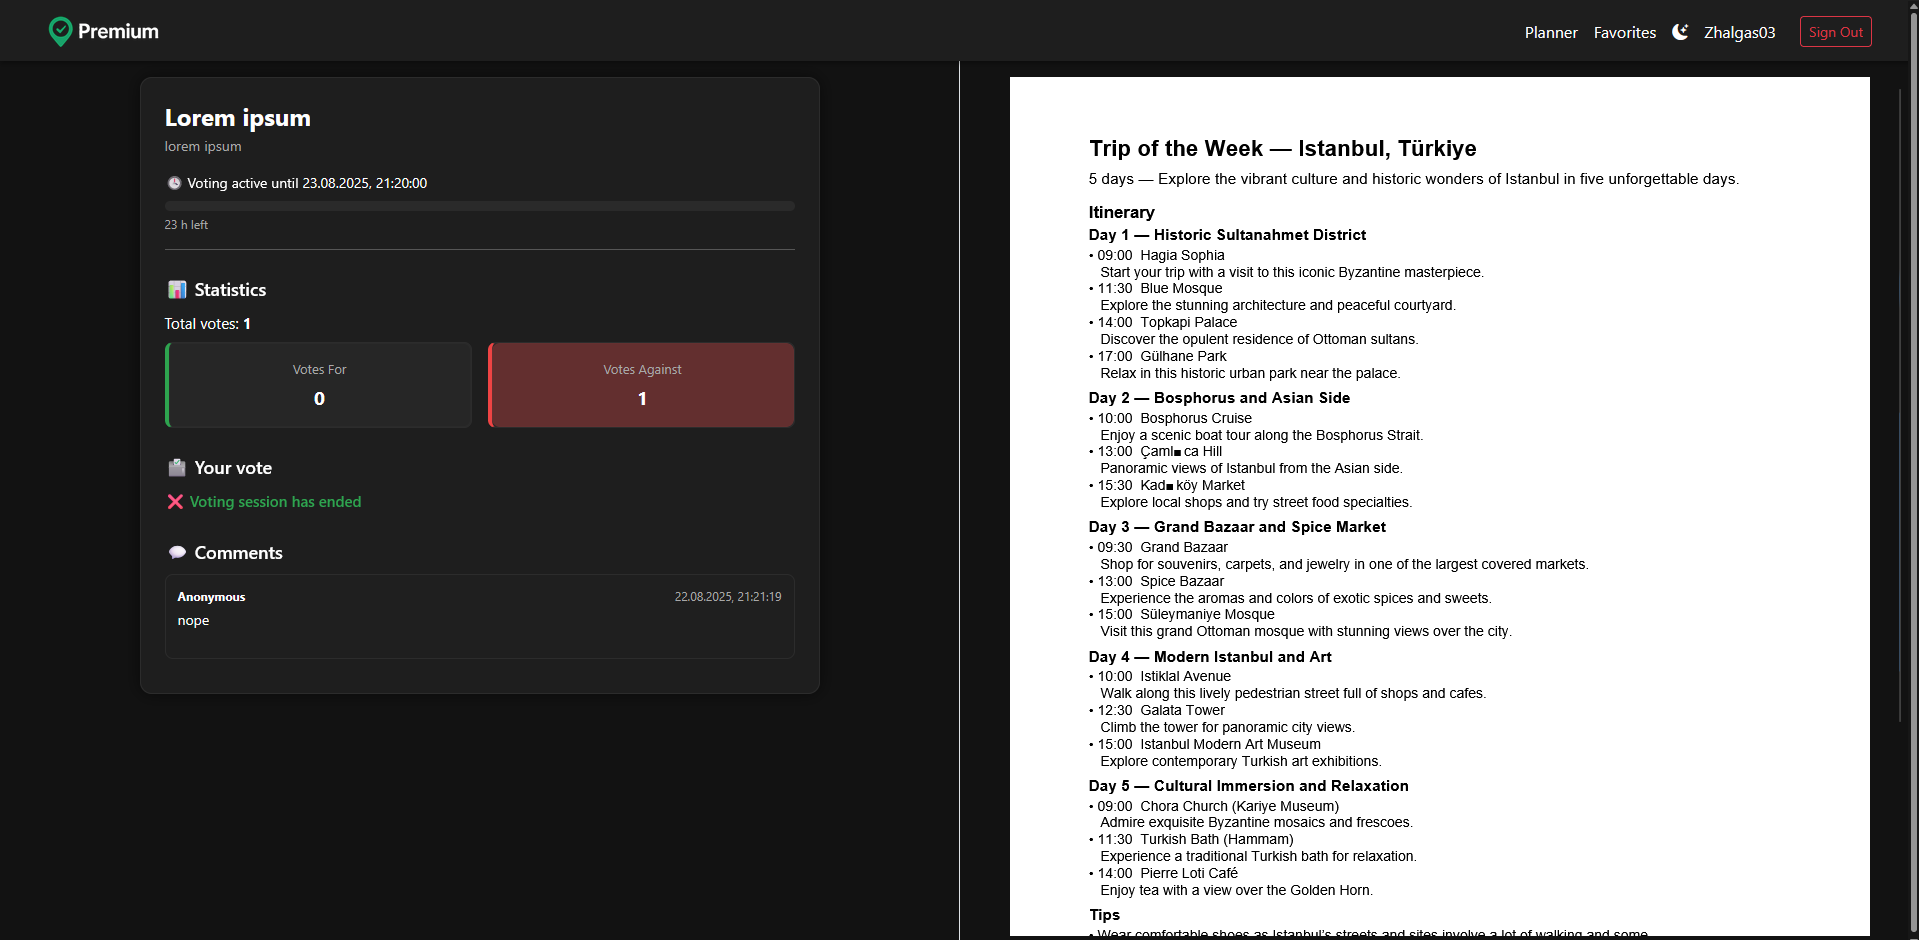 Premium
Planner Favorites Zhalgas03 Sign Out
Lorem ipsum
lorem ipsum
Voting active until 23.08.2025, 21:20:00
23 h left
Statistics
Total votes: 1
Votes For
0
Votes Against
1
Your vote
Voting session has ended
Comments
Anonymous 22.08.2025, 21:21:19
nope
Trip of the Week — Istanbul, Türkiye
5 days — Explore the vibrant culture and historic wonders of Istanbul in five unforgettable days.
Itinerary
Day 1 — Historic Sultanahmet District
• 09:00 Hagia Sophia
Start your trip with a visit to this iconic Byzantine masterpiece.
• 11:30 Blue Mosque
Explore the stunning architecture and peaceful courtyard.
• 14:00 Topkapi Palace
Discover the opulent residence of Ottoman sultans.
• 17:00 Gülhane Park
Relax in this historic urban park near the palace.
Day 2 — Bosphorus and Asian Side
• 10:00 Bosphorus Cruise
Enjoy a scenic boat tour along the Bosphorus Strait.
• 13:00 Çaml■ca Hill
Panoramic views of Istanbul from the Asian side.
• 15:30 Kad■köy Market
Explore local shops and try street food specialties.
Day 3 — Grand Bazaar and Spice Market
• 09:30 Grand Bazaar
Shop for souvenirs, carpets, and jewelry in one of the largest covered markets.
• 13:00 Spice Bazaar
Experience the aromas and colors of exotic spices and sweets.
• 15:00 Süleymaniye Mosque
Visit this grand Ottoman mosque with stunning views over the city.
Day 4 — Modern Istanbul and Art
• 10:00 Istiklal Avenue
Walk along this lively pedestrian street full of shops and cafes.
• 12:30 Galata Tower
Climb the tower for panoramic city views.
• 15:00 Istanbul Modern Art Museum
Explore contemporary Turkish art exhibitions.
Day 5 — Cultural Immersion and Relaxation
• 09:00 Chora Church (Kariye Museum)
Admire exquisite Byzantine mosaics and frescoes.
• 11:30 Turkish Bath (Hammam)
Experience a traditional Turkish bath for relaxation.
• 14:00 Pierre Loti Café
Enjoy tea with a view over the Golden Horn.
Tips
• Wear comfortable shoes as Istanbul's streets and sites involve a lot of walking and some